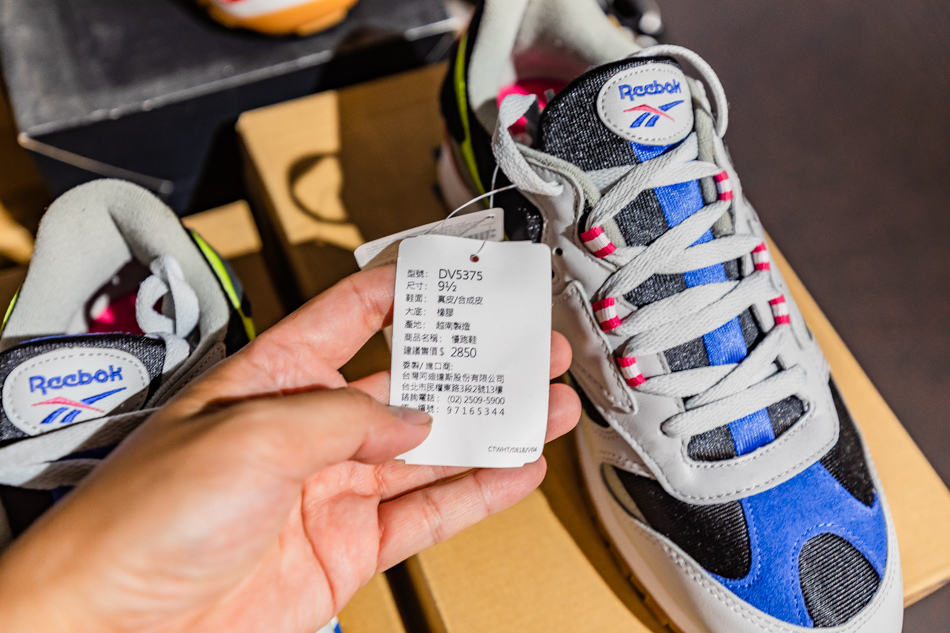 Reebok
Reebok
型號： DV5375
尺寸： 9½
鞋面： 真皮/合成皮
大底： 橡膠
產地： 越南製造
商品名稱： 慢跑鞋
建議售價$ 2850
委製/進口商:
台灣阿迪達斯股份有限公司
台北市民權東路3段2號13樓
諮詢電話： (02) 2509-5900
編號： 97165344
CTWHT/0818/V04